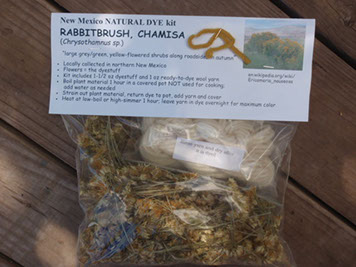 New Mexico NATURAL DYE kit
RABBITBRUSH, CHAMISA
(Chrysothamnus sp.)
"large grey/green, yellow-flowered shrubs along roadsides in autumn"
• Locally collected in northern New Mexico
• Flowers = the dyestuff
• Kit includes 1-1/2 oz dyestuff and 1 oz ready-to-dye wool yarn
• Boil plant material 1 hour in a covered pot NOT used for cooking;
add water as needed
• Strain out plant material, return dye to pot, add yarn and cover
• Heat at low-boil or high-simmer 1 hour; leave yarn in dye overnight for maximum color
en.wikipedia.org/wiki/